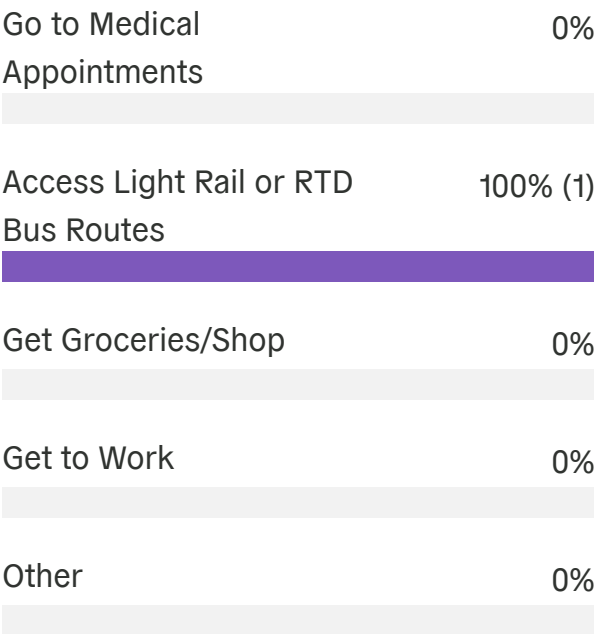 Go to Medical 0%
Appointments
Access Light Rail or RTD 100% (1)
Bus Routes
Get Groceries/Shop 0%
Get to Work 0%
Other 0%